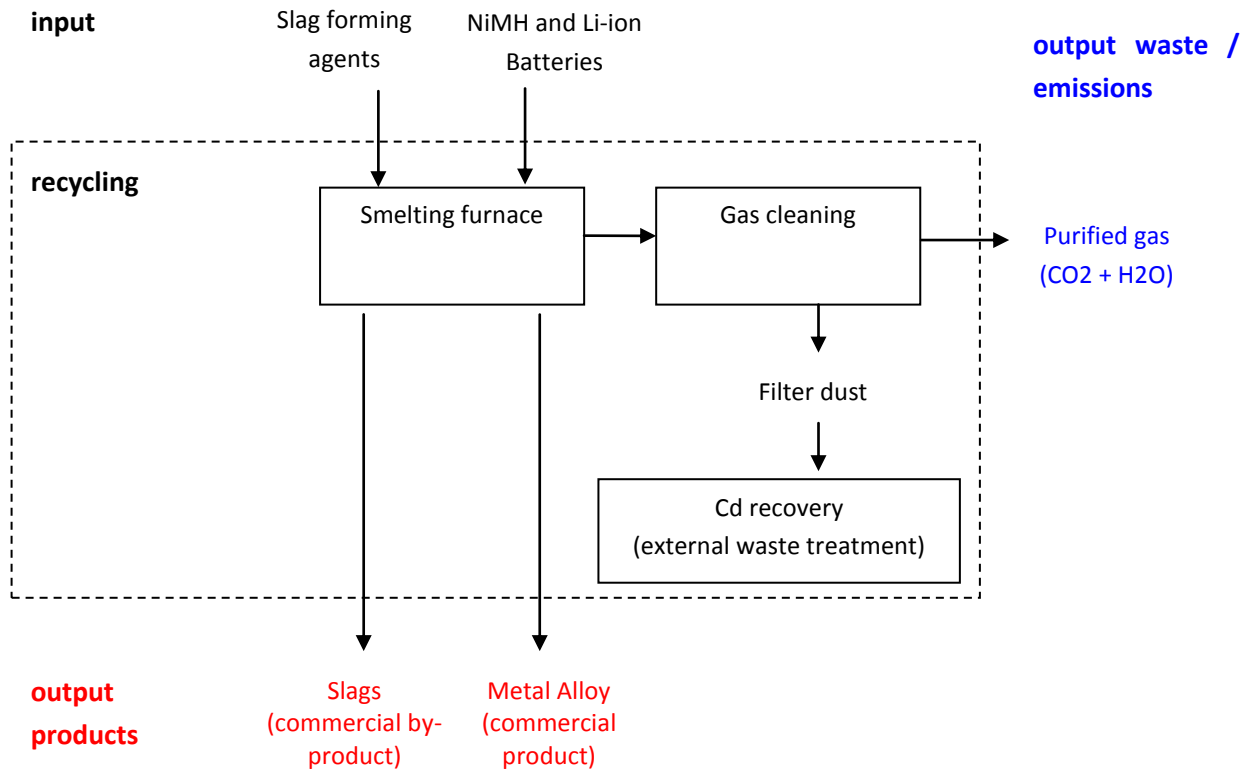 input
Slag forming
agents
NiMH and Li-ion
Batteries
output waste /
emissions
recycling
Smelting furnace
Gas cleaning
Purified gas
(CO2 + H2O)
Filter dust
Cd recovery
(external waste treatment)
output
products
Slags
(commercial by-
product)
Metal Alloy
(commercial
product)